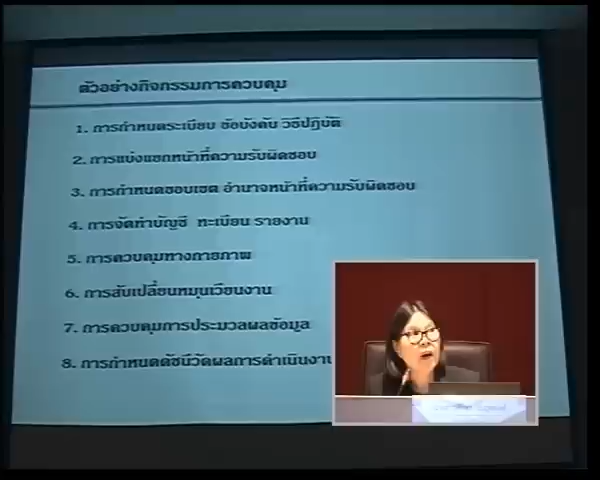 ตัวอย่างกิจกรรมการควบคุม
1. การกำหนดระเบียบ ข้อบังคับ วิธีปฏิบัติ
2. การแบ่งแยกหน้าที่ความรับผิดชอบ
3. การกำหนดขอบเขต อำนาจหน้าที่ความรับผิดชอบ
4. การจัดทำบัญชี ทะเบียน รายงาน
5. การควบคุมทางกายภาพ
6. การสับเปลี่ยนหมุนเวียนงาน
7. การควบคุมการประมวลผลข้อมูล
8. การกำหนดดัชนีวัดผลการดำเนินงาน